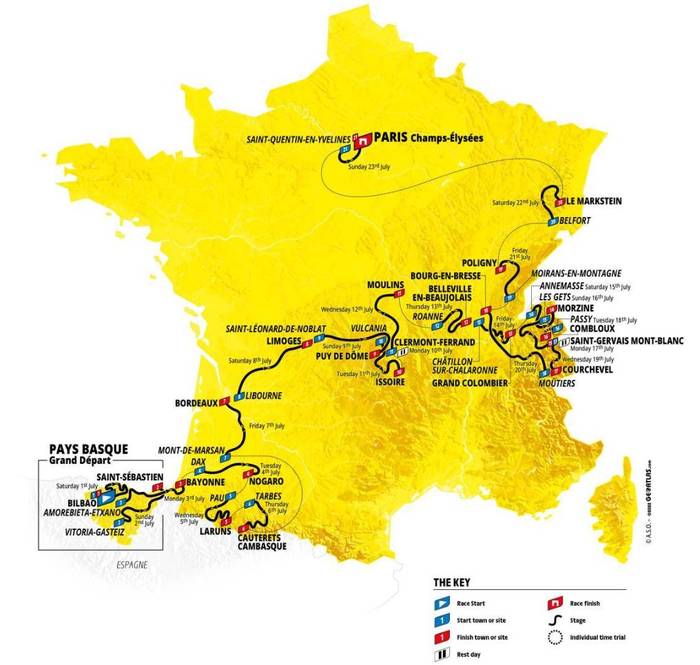 SAINT-QUENTIN-EN-YVELINES
PARIS Champs-Élysées
Sunday 23rd July
Saturday 22nd July
LE MARKSTEIN
BELFORT
Friday
21st July
POLIGNY
MOIRANS-EN-MONTAGNE
BOURG-EN-BRESSE
BELLEVILLE
EN-BEAUJOLAIS
MOULINS
Thursday 13th July
ROANNE
ANNEMASSE Saturday 15th July
LES GETS Sunday 16th July
MORZINE
PASSY Tuesday 18th July
COMBLOUX
SAINT-GERVAIS MONT-BLANC
Monday 17th July
Wednesday 19th July
COURCHEVEL
MOÛTIERS
Friday
14th July
Thursday
20th July
CHÂTILLON
SUR-CHALARONNE
GRAND COLOMBIER
Wednesday 12th July
SAINT-LÉONARD-DE-NOBLAT
LIMOGES
VULCANIA
Sunday 9th July
CLERMONT-FERRAND
Monday 10th July
PUY DE DÔME
Tuesday 11th July
ISSOIRE
Saturday 8th July
LIBOURNE
BORDEAUX
Friday 7th July
MONT-DE-MARSAN
DAX
Tuesday
4th July
NOGARO
BAYONNE
Monday 3rd July
PAU
TARBES
Thursday
6th July
Wednesday
5th July
LARUNS
CAUTERETS
CAMBASQUE
PAYS BASQUE
Grand Départ
SAINT-SÉBASTIEN
Saturday 1st July
BILBAO
AMOREBIETA-ETXANO
Sunday
2nd July
VITORIA-GASTEIZ
ESPAGNE
THE KEY
Race Start
Race finish
1 Start town or site
Stage
1 Finish town or site
Individual time trial
Rest day